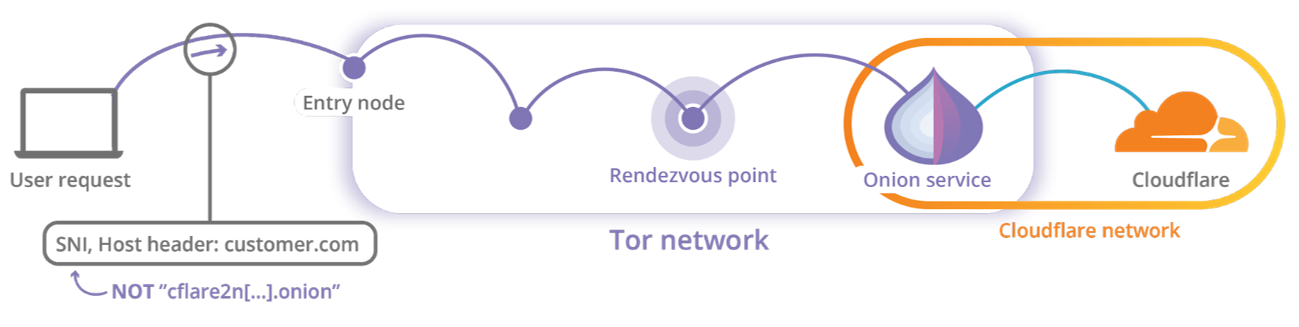 Entry node
User request
Rendezvous point
Onion service
Cloudflare
SNI, Host header: customer.com
Tor network
Cloudflare network
NOT ”cflare2n[...].onion”